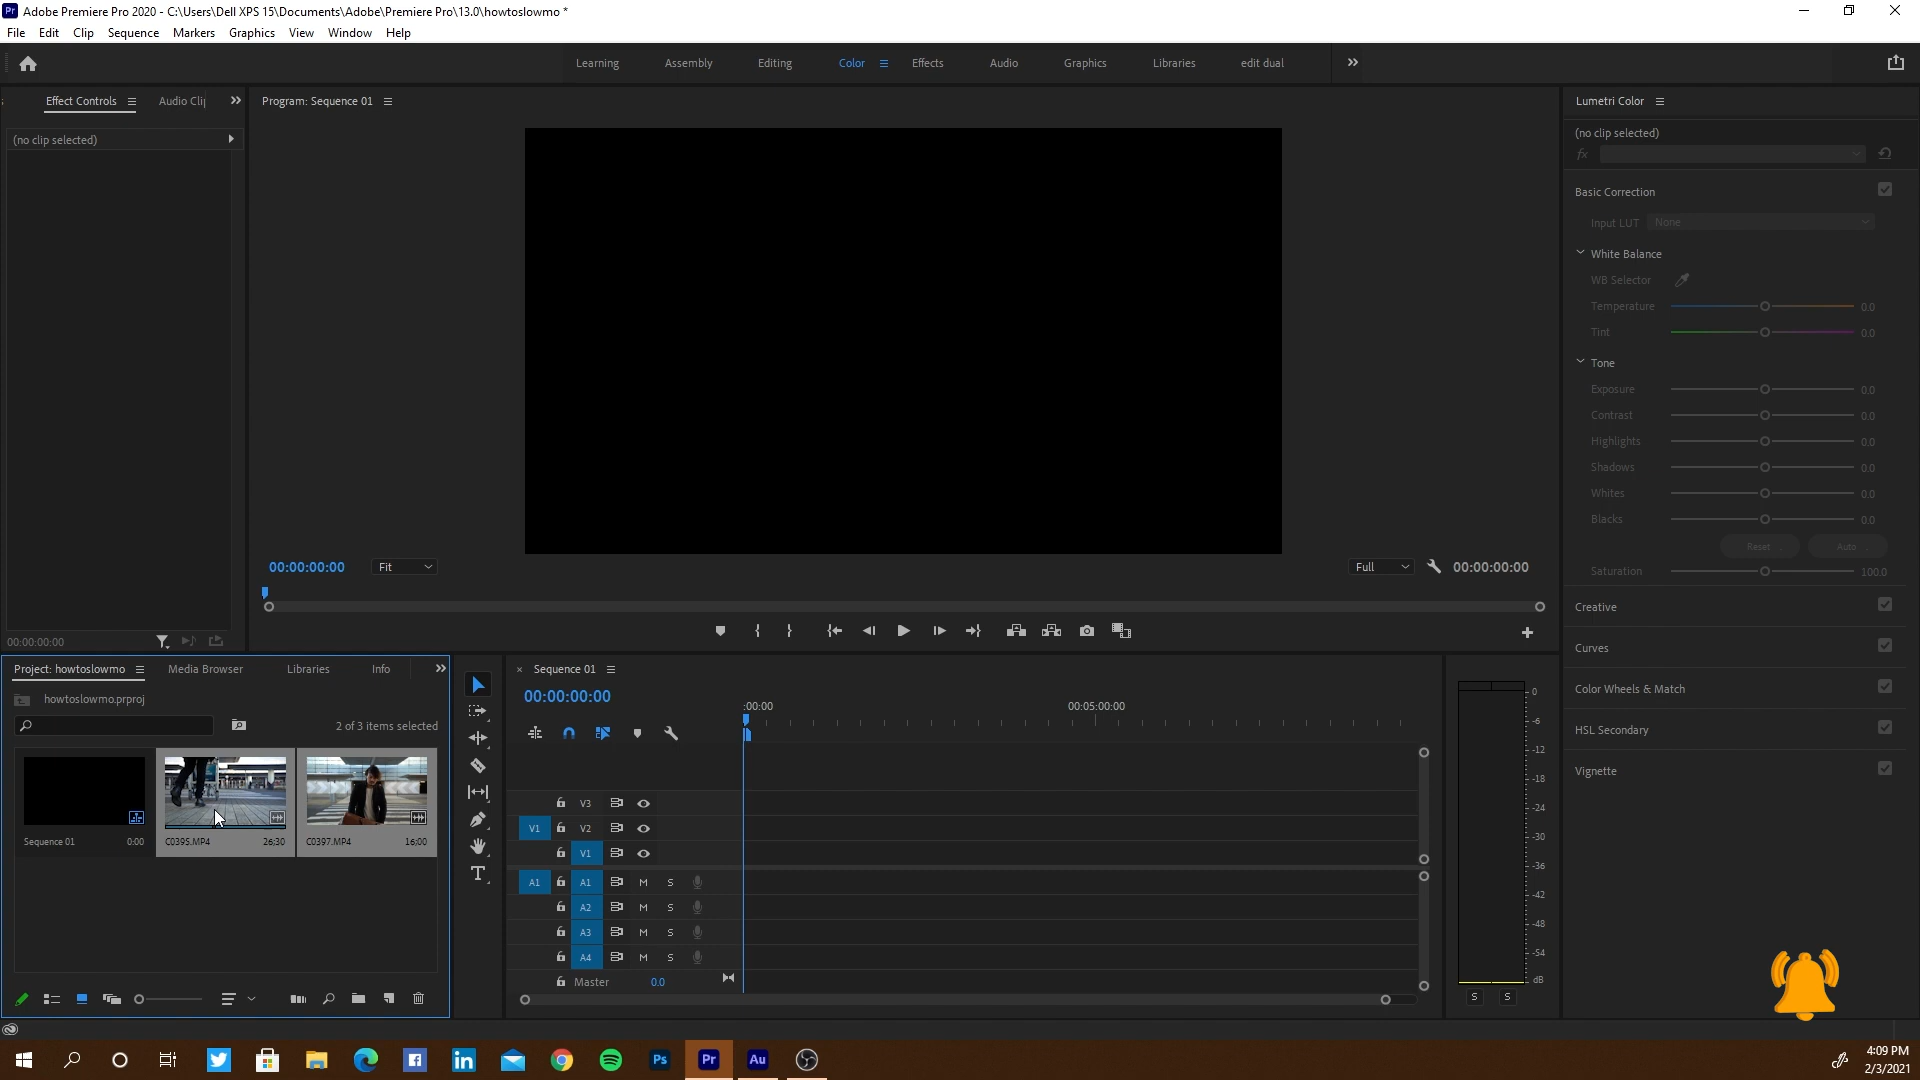 Pr Adobe Premiere Pro 2020 - C:\Users\Dell XPS 15\Documents\Adobe\Premiere Pro\13.0\howtoslowmo *
File Edit Clip Sequence Markers Graphics View Window Help
Learning Assembly Editing Color Effects Audio Graphics Libraries edit dual
Effect Controls Audio Cli
(no clip selected)
Program: Sequence 01
Lumetri Color
(no clip selected)
fx
Basic Correction
Input LUT None
White Balance
WB Selector
Temperature 0.0
Tint 0.0
Tone
Exposure 0.0
Contrast 0.0
Highlights 0.0
Shadows 0.0
Whites 0.0
Blacks 0.0
Reset Auto
Saturation 100.0
Creative
Curves
Color Wheels & Match
HSL Secondary
Vignette
00:00:00:00 Fit Full 00:00:00:00
00:00:00:00
Project: howtoslowmo Media Browser Libraries Info
howtoslowmo.prproj
2 of 3 items selected
Sequence 01 0:00
C0395.MP4 26;30
C0397.MP4 16;00
Sequence 01
00:00:00:00
:00:00 00:05:00:00
V3
V1 V2
V1
A1 A1 M S
A2 M S
A3 M S
A4 M S
Master 0.0
0
-6
-12
-18
-24
-30
-36
-42
-48
-54
dB
S S
Ps Pr Au
4:09 PM
2/3/2021